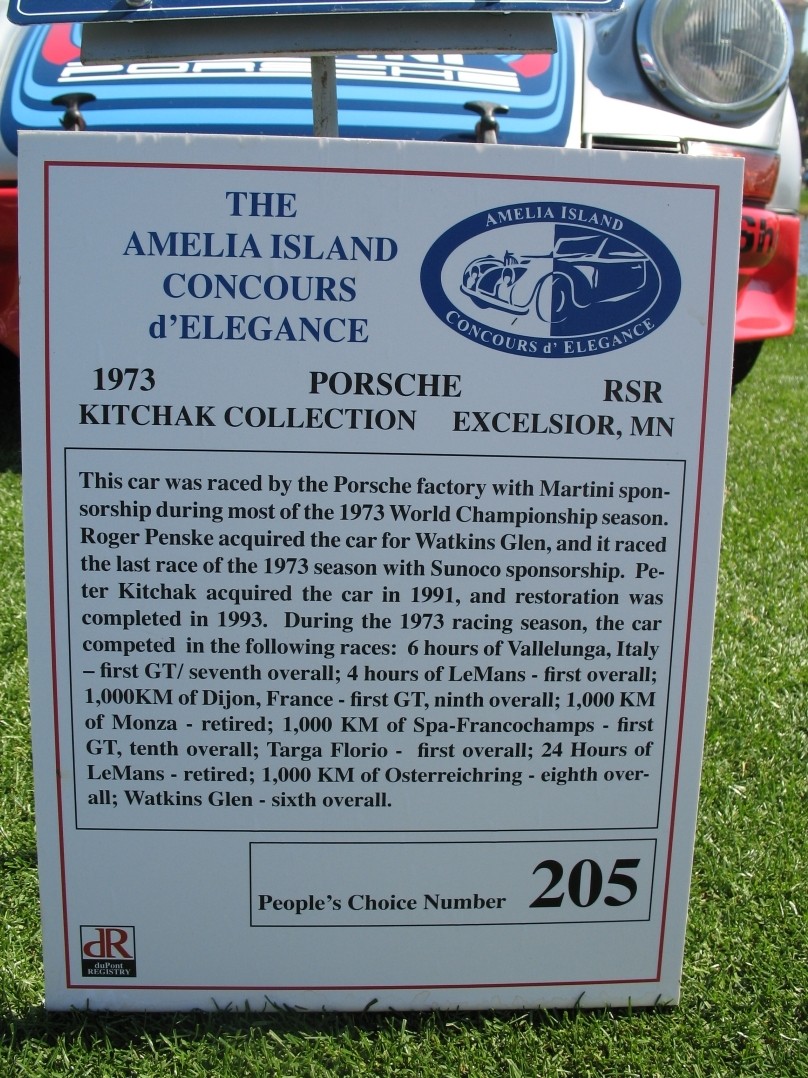 PORSCHE
THE
AMELIA ISLAND
CONCOURS
d'ELEGANCE
AMELIA ISLAND
CONCOURS d' ELEGANCE
1973 PORSCHE RSR
KITCHAK COLLECTION EXCELSIOR, MN
This car was raced by the Porsche factory with Martini spon-
sorship during most of the 1973 World Championship season.
Roger Penske acquired the car for Watkins Glen, and it raced
the last race of the 1973 season with Sunoco sponsorship. Pe-
ter Kitchak acquired the car in 1991, and restoration was
completed in 1993. During the 1973 racing season, the car
competed in the following races: 6 hours of Vallelunga, Italy
– first GT/ seventh overall; 4 hours of LeMans - first overall;
1,000KM of Dijon, France - first GT, ninth overall; 1,000 KM
of Monza - retired; 1,000 KM of Spa-Francochamps - first
GT, tenth overall; Targa Florio - first overall; 24 Hours of
LeMans - retired; 1,000 KM of Osterreichring - eighth over-
all; Watkins Glen - sixth overall.
People's Choice Number 205
dR
duPont
REGISTRY